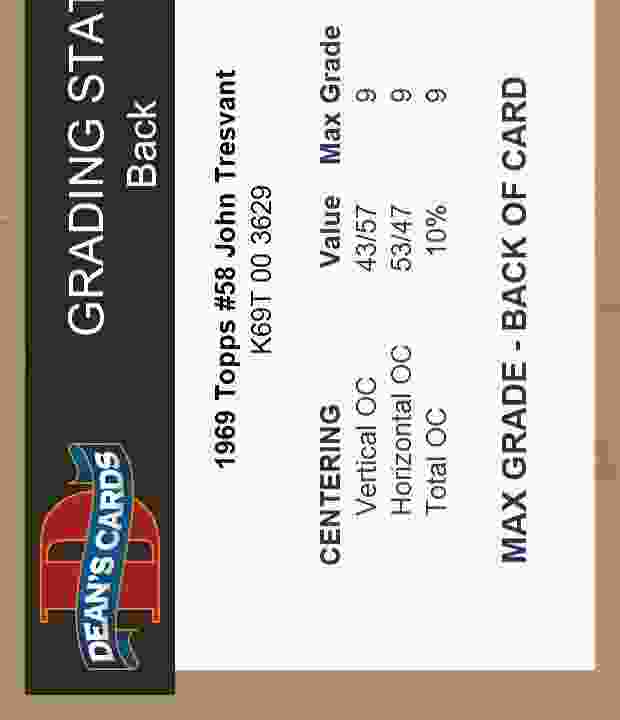 GRADING STAT
Back
DEAN'S CARDS
1969 Topps #58 John Tresvant
K69T 00 3629
CENTERING Value Max Grade
Vertical OC 43/57 9
Horizontal OC 53/47 9
Total OC 10% 9
MAX GRADE - BACK OF CARD